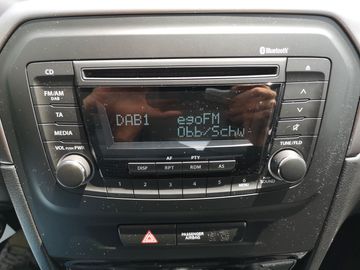 Bluetooth
CD
FM/AM
DAB
TA
MEDIA
VOL PUSH PWR
DAB1 egoFM
Obb/Schw
AF PTY
DISP RPT RDM AS
TUNE/FLD
1 2 3 4 5 6
MENU SOUND
PASSENGER
AIRBAG